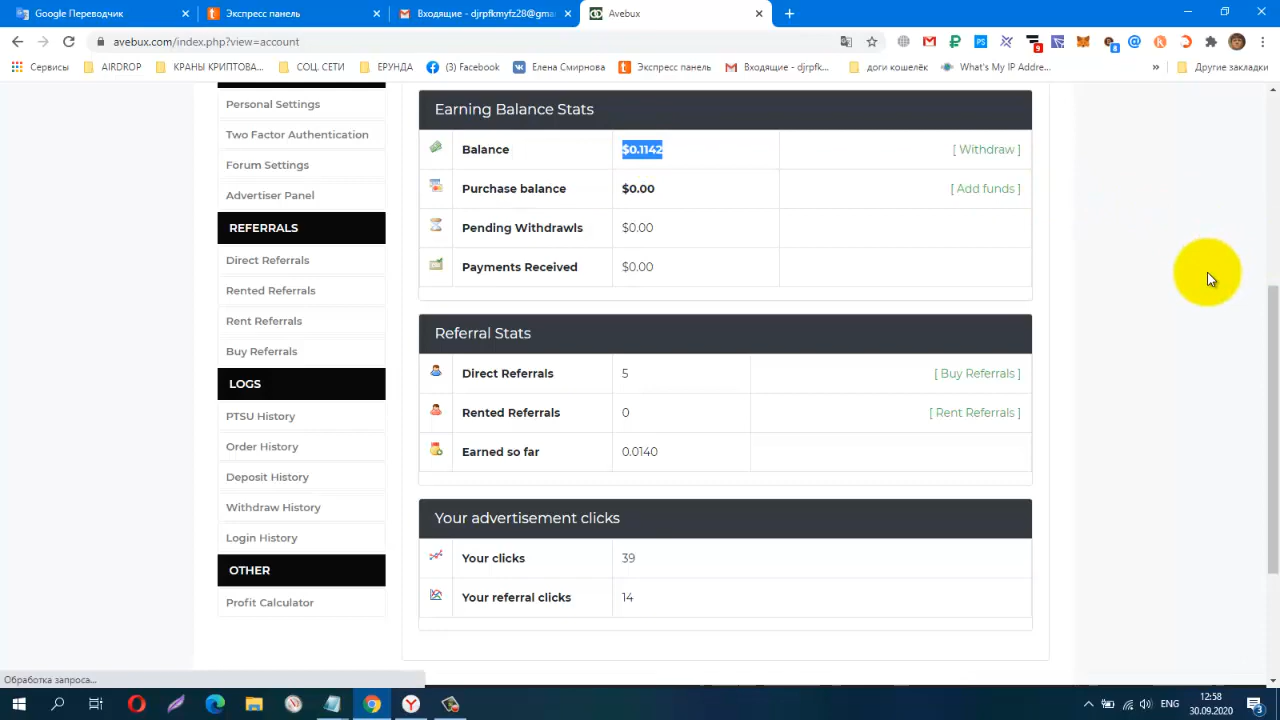 Google Переводчик
Экспресс панель
Входящие - djrpfkmyfz28@gma
Avebux
avebux.com/index.php?view=account
Сервисы
AIRDROP
КРАНЫ КРИПТОВА...
СОЦ. СЕТИ
ЕРУНДА
(3) Facebook
Елена Смирнова
Экспресс панель
Входящие - djrpfk...
доги кошелёк
What's My IP Addre...
»
Другие закладки
Personal Settings
Two Factor Authentication
Forum Settings
Advertiser Panel
REFERRALS
Direct Referrals
Rented Referrals
Rent Referrals
Buy Referrals
LOGS
PTSU History
Order History
Deposit History
Withdraw History
Login History
OTHER
Profit Calculator
Earning Balance Stats
Balance $0.1142 [ Withdraw ]
Purchase balance $0.00 [ Add funds ]
Pending Withdrawls $0.00
Payments Received $0.00
Referral Stats
Direct Referrals 5 [ Buy Referrals ]
Rented Referrals 0 [ Rent Referrals ]
Earned so far 0.0140
Your advertisement clicks
Your clicks 39
Your referral clicks 14
Обработка запроса...
ENG
12:58
30.09.2020